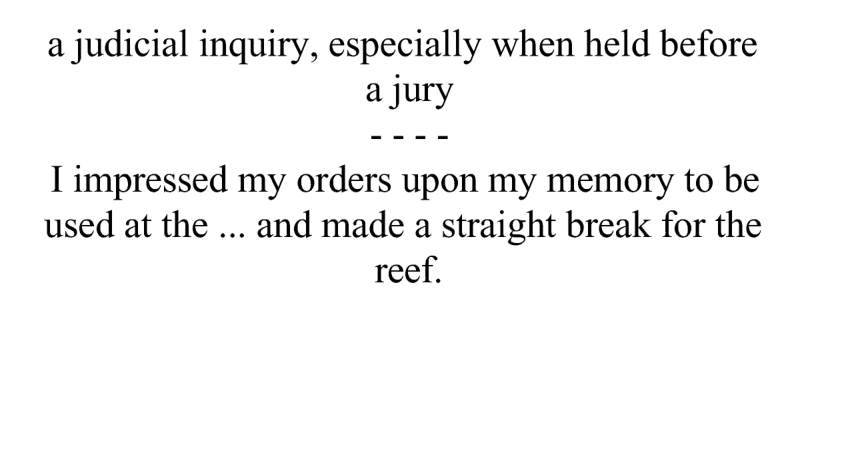 a judicial inquiry, especially when held before
a jury
- - - -
I impressed my orders upon my memory to be
used at the ... and made a straight break for the
reef.